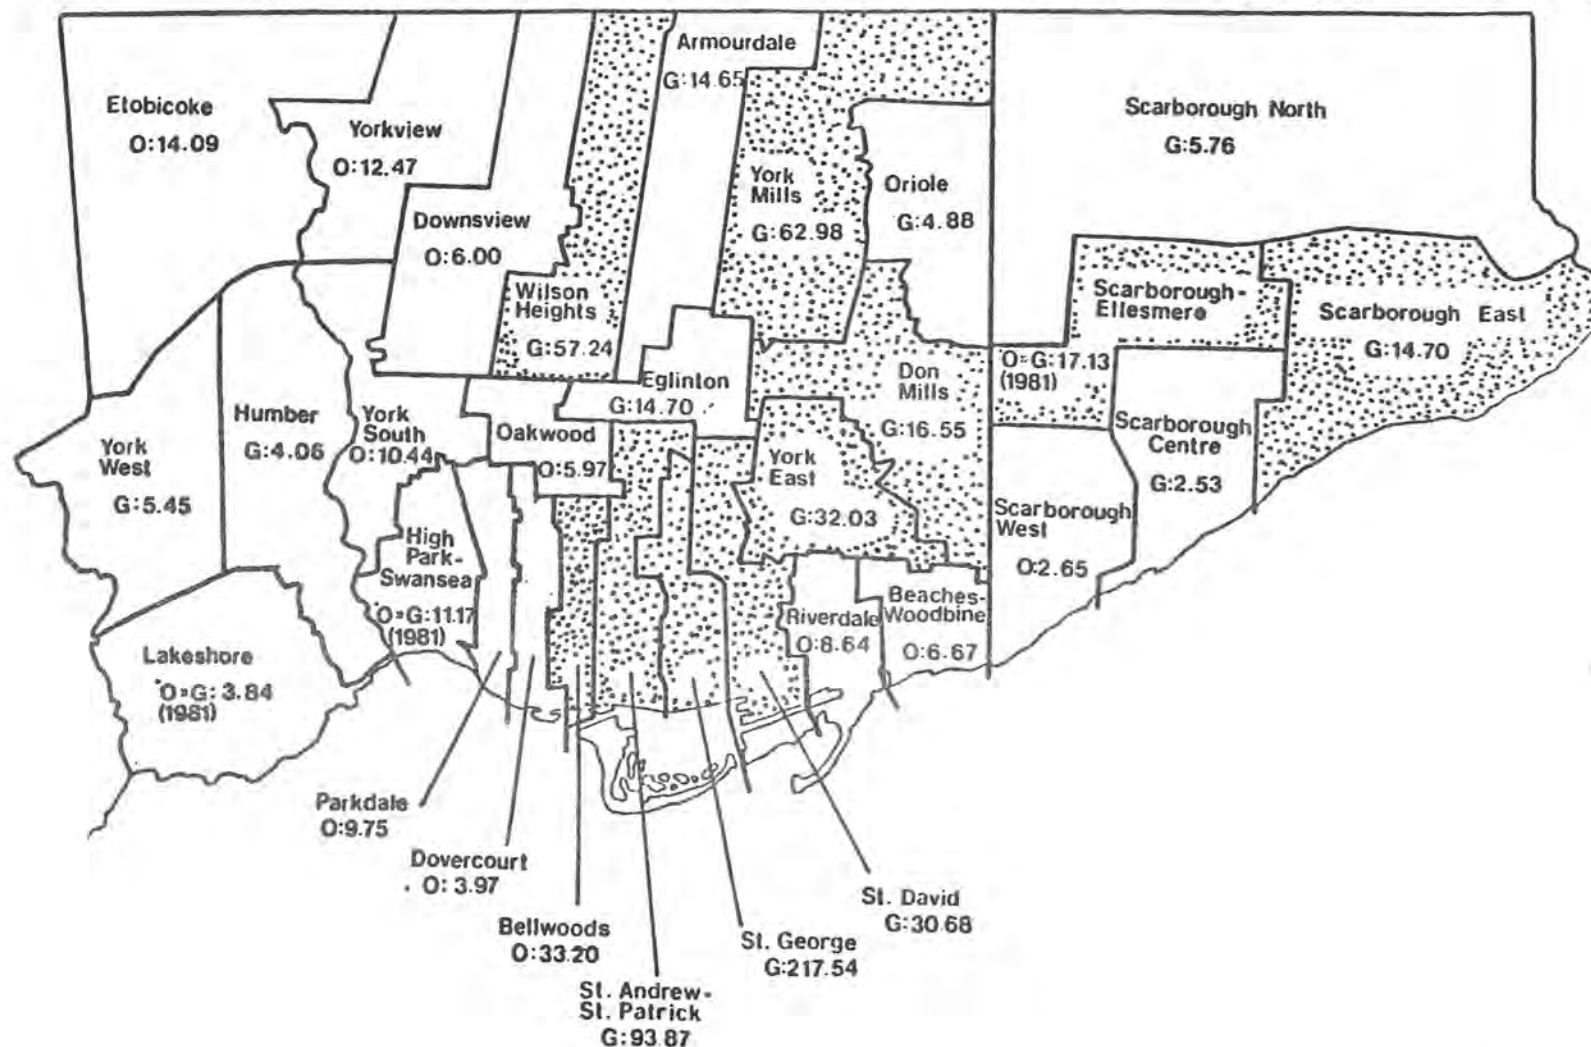 Armourdale
G:14.65
Etobicoke
O:14.09
Yorkview
O:12.47
Scarborough North
G:5.76
York
Mills
G:62.98
Oriole
G:4.88
Downsview
O:6.00
Wilson
Heights
G:57.24
Scarborough-
Ellesmere
O=G:17.13
(1981)
Scarborough East
G:14.70
Eglinton
G:14.70
Don
Mills
G:16.55
Humber
G:4.06
York
South
O:10.44
Oakwood
O:5.97
York
West
G:5.45
York
East
G:32.03
Scarborough
Centre
G:2.53
Scarborough
West
O:2.65
High
Park-
Swansea
O=G:11.17
(1981)
Riverdale
O:8.64
Beaches-
Woodbine
O:6.67
Lakeshore
O=G:3.84
(1981)
Parkdale
O:9.75
Dovercourt
O:3.97
Bellwoods
O:33.20
St. Andrew-
St. Patrick
G:93.87
St. George
G:217.54
St. David
G:30.68